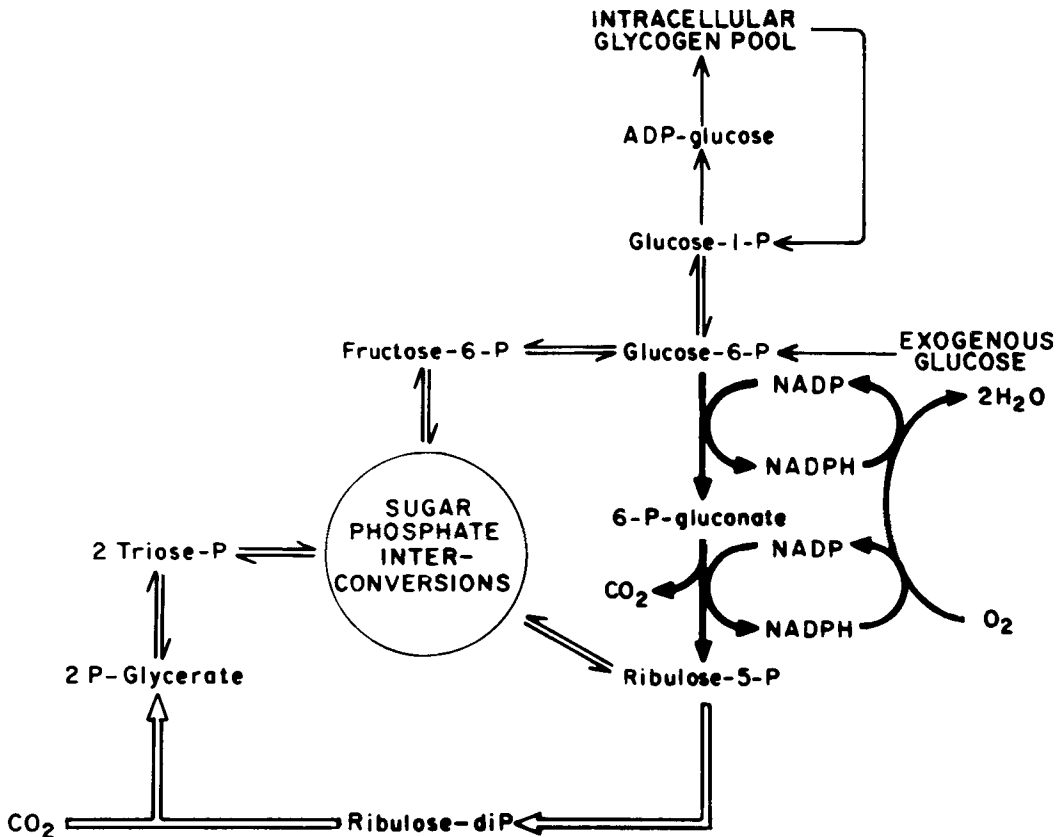 INTRACELLULAR
GLYCOGEN POOL
ADP-glucose
Glucose-1-P
Fructose-6-P
Glucose-6-P
EXOGENOUS
GLUCOSE
NADP
2H₂O
NADPH
SUGAR
PHOSPHATE
INTER-
CONVERSIONS
6-P-gluconate
2 Triose-P
NADP
CO₂
NADPH
O₂
2 P-Glycerate
Ribulose-5-P
CO₂
Ribulose-diP